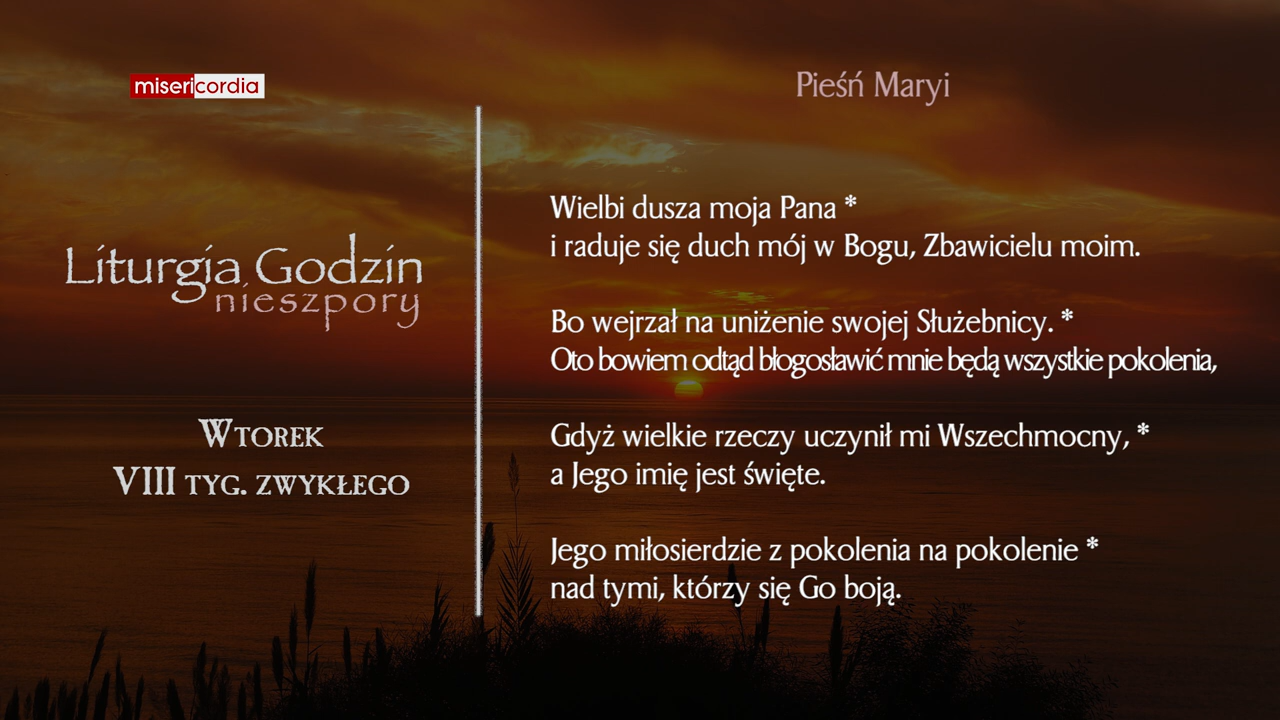 misericordia
Liturgia Godzin
nieszpory
Wtorek
VIII tyg. zwykłego
Pieśń Maryi
Wielbi dusza moja Pana *
i raduje się duch mój w Bogu, Zbawicielu moim.
Bo wejrzał na uniżenie swojej Służebnicy. *
Oto bowiem odtąd błogosławić mnie będą wszystkie pokolenia,
Gdyż wielkie rzeczy uczynił mi Wszechmocny, *
a Jego imię jest święte.
Jego miłosierdzie z pokolenia na pokolenie *
nad tymi, którzy się Go boją.